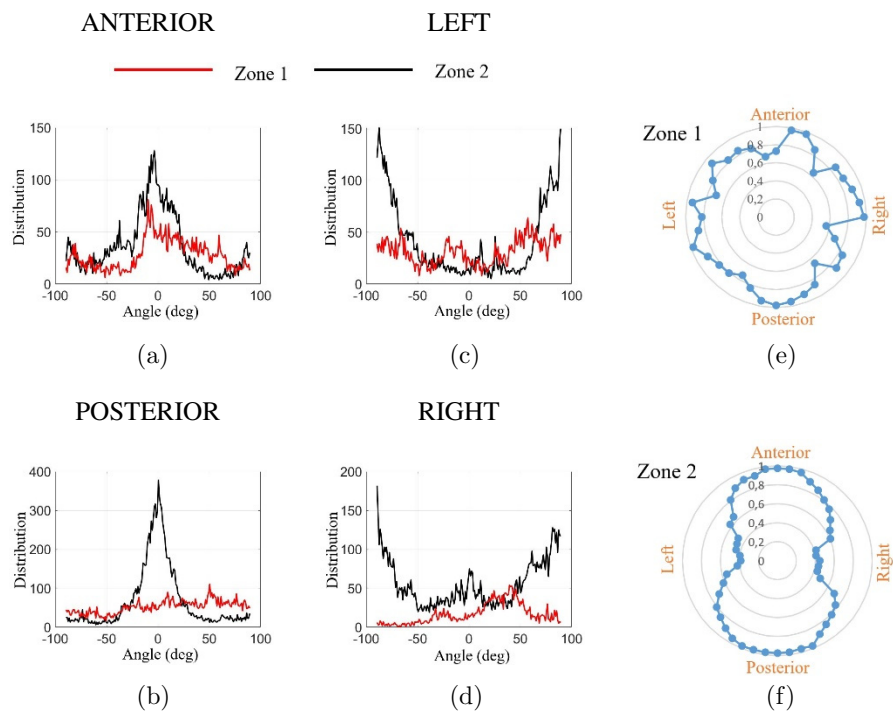 ANTERIOR
LEFT
Zone 1
Zone 2
150
100
50
0
-100
-50
0
50
100
Distribution
Angle (deg)
(a)
150
100
50
0
-100
-50
0
50
100
Distribution
Angle (deg)
(c)
Zone 1
Anterior
1
0,8
0,6
0,4
0,2
0
Left
Right
Posterior
(e)
POSTERIOR
RIGHT
400
300
200
100
0
-100
-50
0
50
100
Distribution
Angle (deg)
(b)
200
150
100
50
0
-100
-50
0
50
100
Distribution
Angle (deg)
(d)
Zone 2
Anterior
1
0,8
0,6
0,4
0,2
0
Left
Right
Posterior
(f)